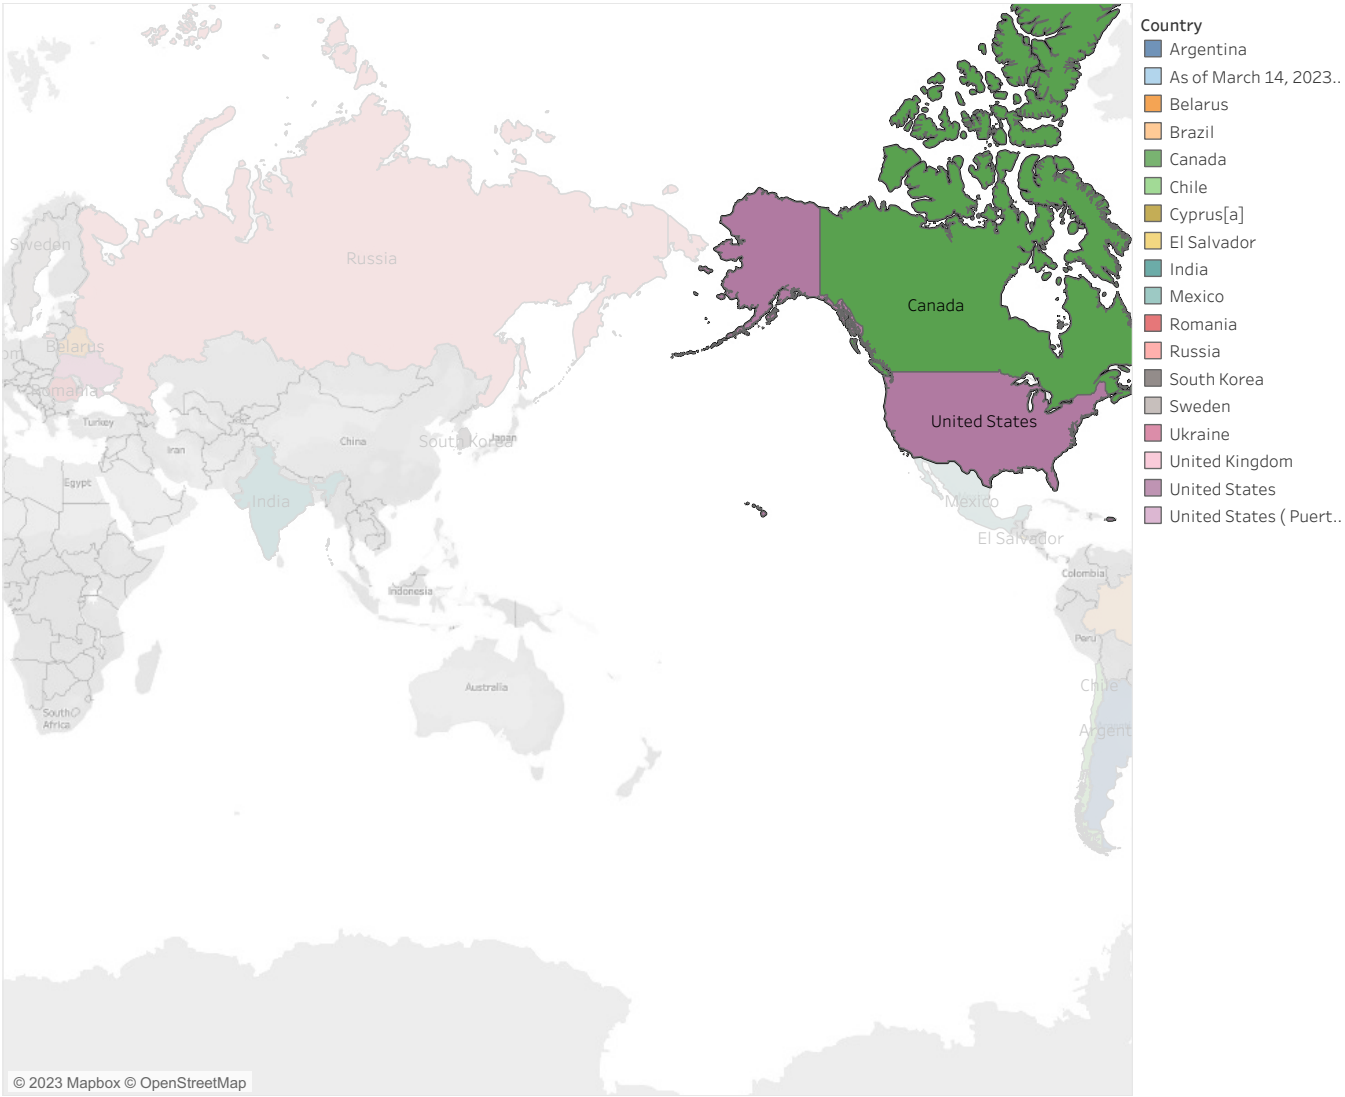 Country
Argentina
As of March 14, 2023..
Belarus
Brazil
Canada
Chile
Cyprus[a]
El Salvador
India
Mexico
Romania
Russia
South Korea
Sweden
Ukraine
United Kingdom
United States
United States ( Puert..
Sweden
Russia
Canada
Belarus
om
Romania
Turkey
United States
China
South Korea
Japan
Iran
Egypt
India
Mexico
El Salvador
Colombia
Indonesia
Peru
Australia
Chile
South
Africa
Argent
© 2023 Mapbox © OpenStreetMap